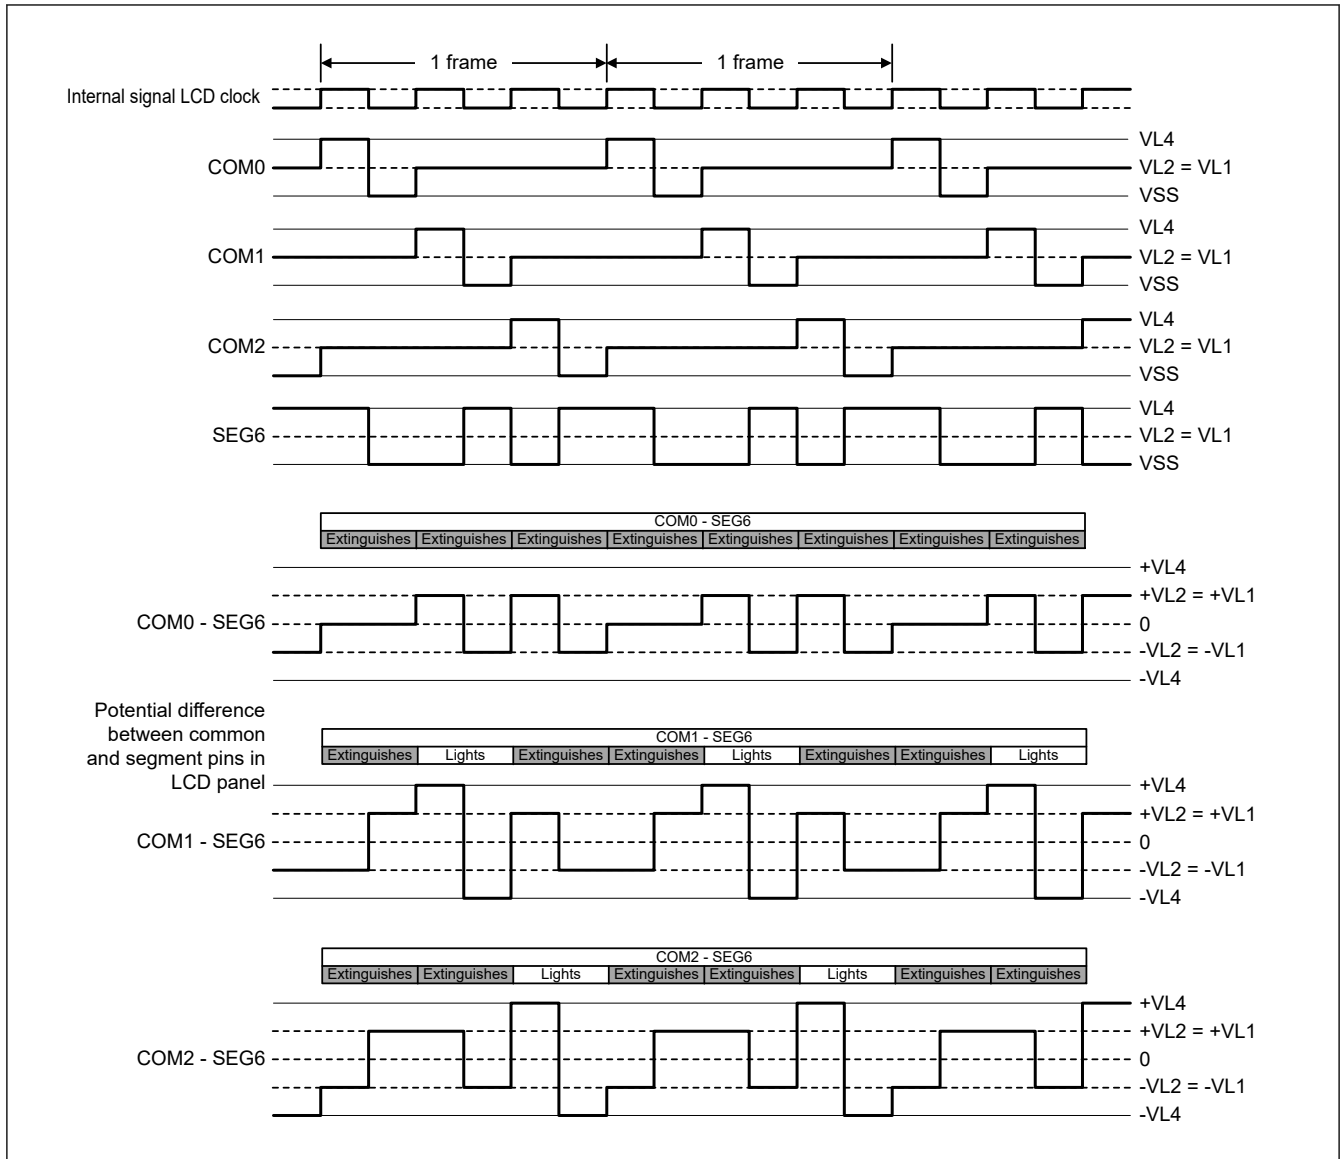 1 frame 1 frame
Internal signal LCD clock
COM0
VL4
VL2 = VL1
VSS
COM1
VL4
VL2 = VL1
VSS
COM2
VL4
VL2 = VL1
VSS
SEG6
VL4
VL2 = VL1
VSS
COM0 - SEG6
Extinguishes Extinguishes Extinguishes Extinguishes Extinguishes Extinguishes Extinguishes Extinguishes
COM0 - SEG6
+VL4
+VL2 = +VL1
0
-VL2 = -VL1
-VL4
Potential difference
between common
and segment pins in
LCD panel
COM1 - SEG6
Extinguishes Lights Extinguishes Extinguishes Lights Extinguishes Extinguishes Lights
COM1 - SEG6
+VL4
+VL2 = +VL1
0
-VL2 = -VL1
-VL4
COM2 - SEG6
Extinguishes Extinguishes Lights Extinguishes Extinguishes Lights Extinguishes Extinguishes
COM2 - SEG6
+VL4
+VL2 = +VL1
0
-VL2 = -VL1
-VL4